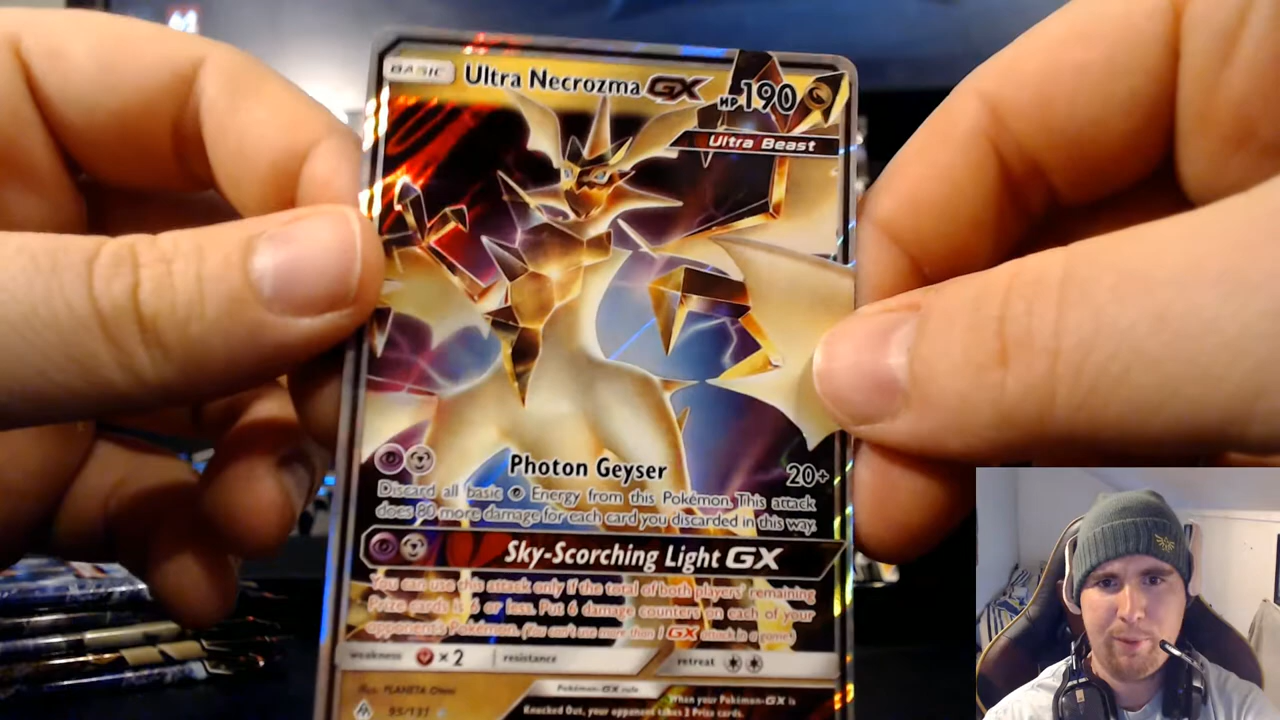 BASIC Ultra Necrozma GX HP 190
Ultra Beast
Photon Geyser 20+
Discard all basic Energy from this Pokémon. This attack
does 80 more damage for each card you discarded in this way.
Sky-Scorching Light GX
You can use this attack only if the total of both players' remaining
Prize cards is 6 or less. Put 6 damage counters on each of your
opponent's Pokémon. (You can't use more than 1 GX attack in a game.)
weakness ×2 resistance retreat
Illus. PLANETA Otani Pokémon-GX rule When your Pokémon-GX is
95/131 Knocked Out, your opponent takes 2 Prize cards.